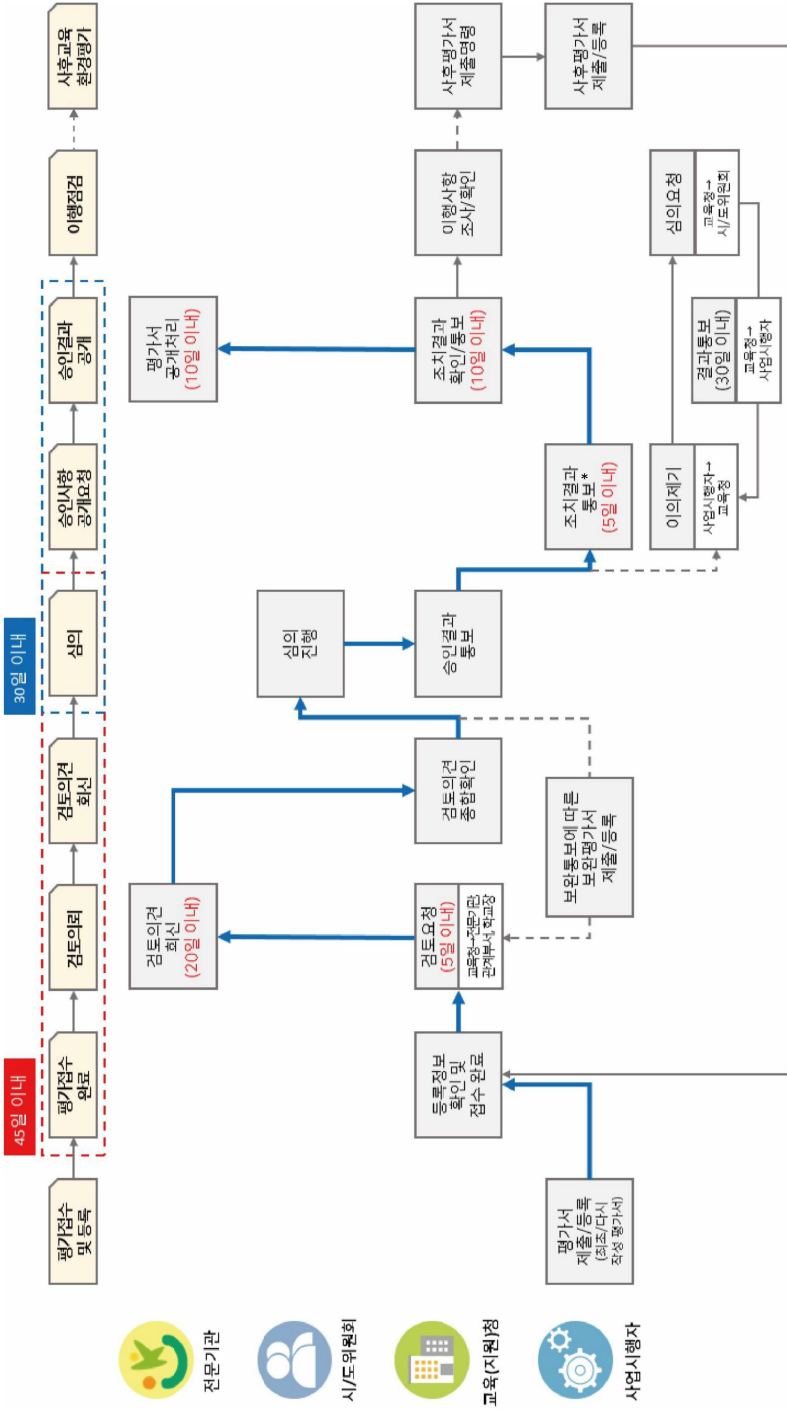 45일 이내
30일 이내
평가접수
및 등록
평가접수
완료
검토의뢰
검토의견
회신
심의
승인사항
공개요청
승인결과
공개
이행점검
사후교육
환경평가
전문기관
검토의견
회신
(20일 이내)
평가서
공개처리
(10일 이내)
시/도위원회
심의
진행
교육(지원)청
등록정보
확인 및
접수 완료
검토요청
(5일 이내)
교육청→전문기관,
관계부서, 학교장
검토의견
종합확인
승인결과
통보
조치결과
확인/통보
(10일 이내)
이행사항
조사/확인
사후평가서
제출명령
사업시행자
평가서
제출/등록
(최초/다시
작성 평가서)
보완통보에 따른
보완평가서
제출/등록
조치결과
통보*
(5일 이내)
사후평가서
제출/등록
이의제기
사업시행자→
교육청
심의요청
교육청→
시/도위원회
결과통보
(30일 이내)
교육청→
사업시행자